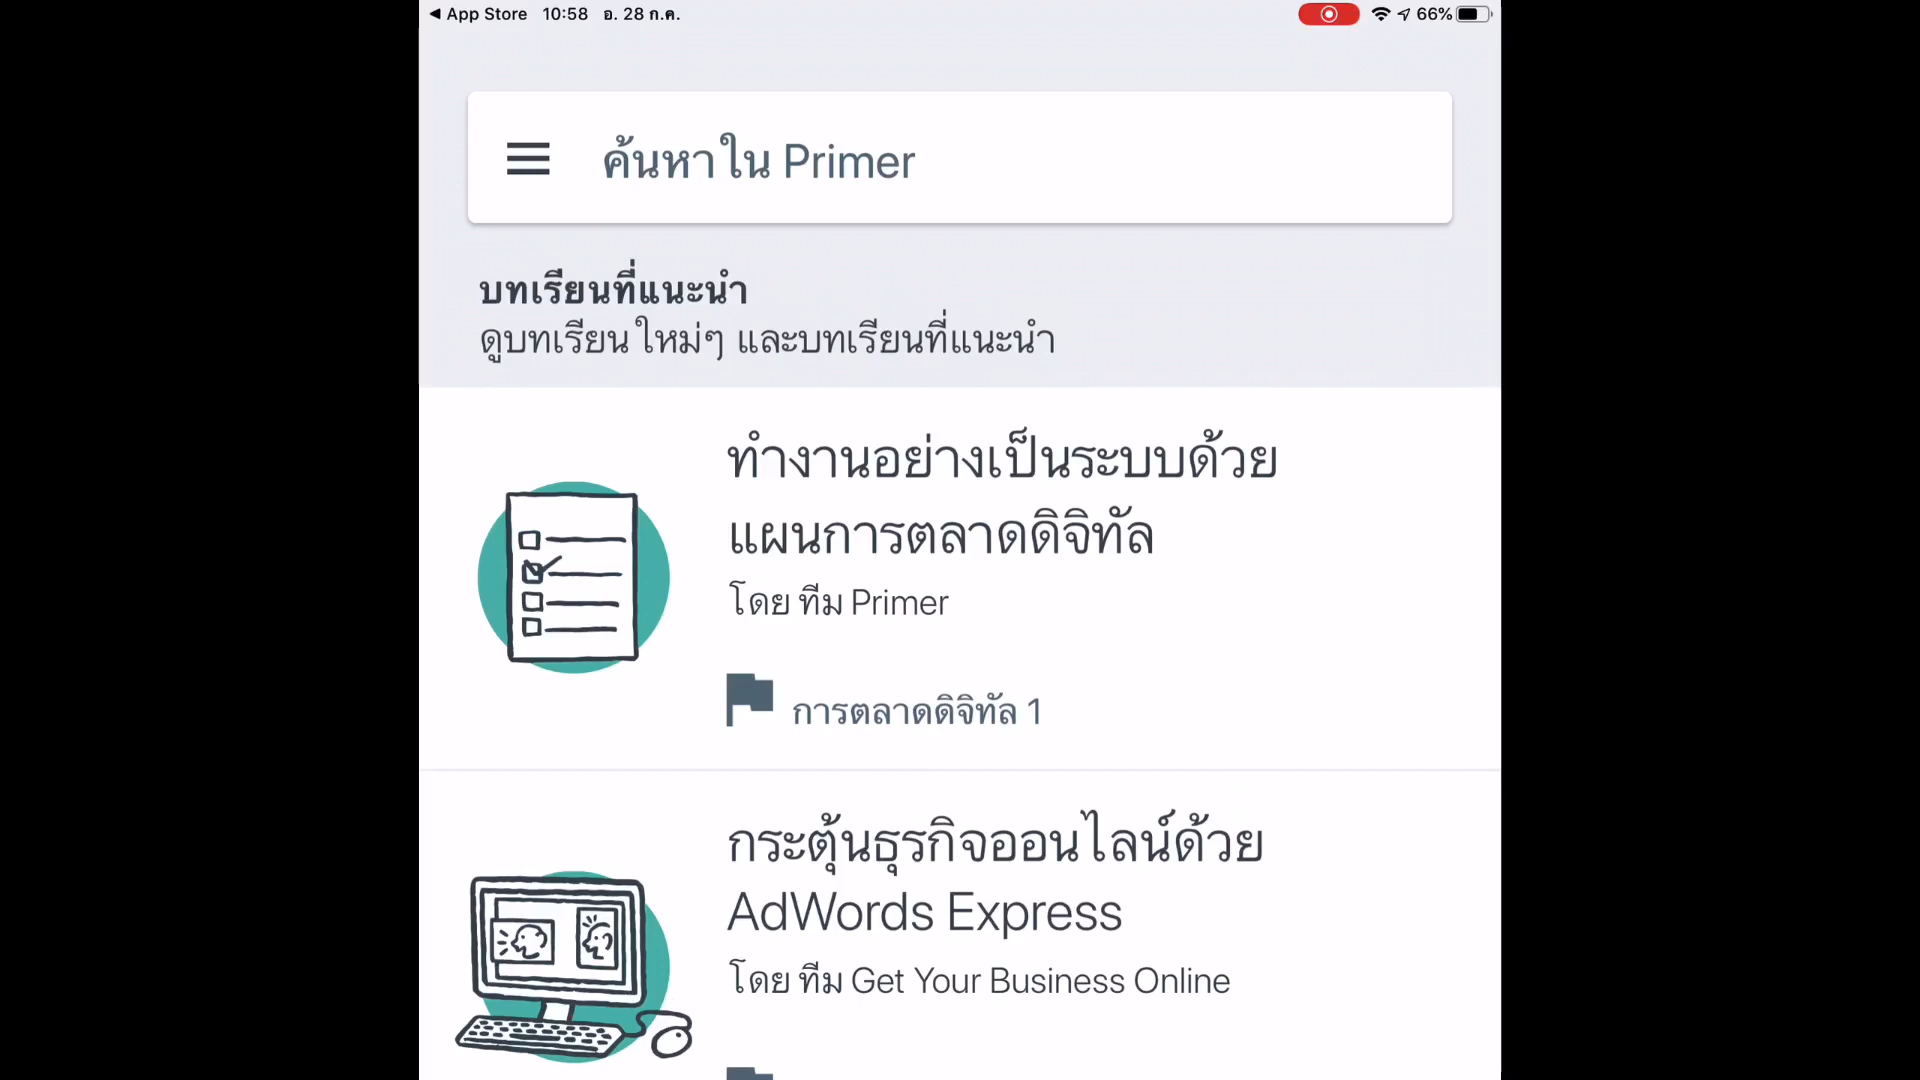 ◀ App Store 10:58 อ. 28 ก.ค. 66%
ค้นหาใน Primer
บทเรียนที่แนะนำ
ดูบทเรียนใหม่ๆ และบทเรียนที่แนะนำ
ทำงานอย่างเป็นระบบด้วย
แผนการตลาดดิจิทัล
โดย ทีม Primer
การตลาดดิจิทัล 1
กระตุ้นธุรกิจออนไลน์ด้วย
AdWords Express
โดย ทีม Get Your Business Online